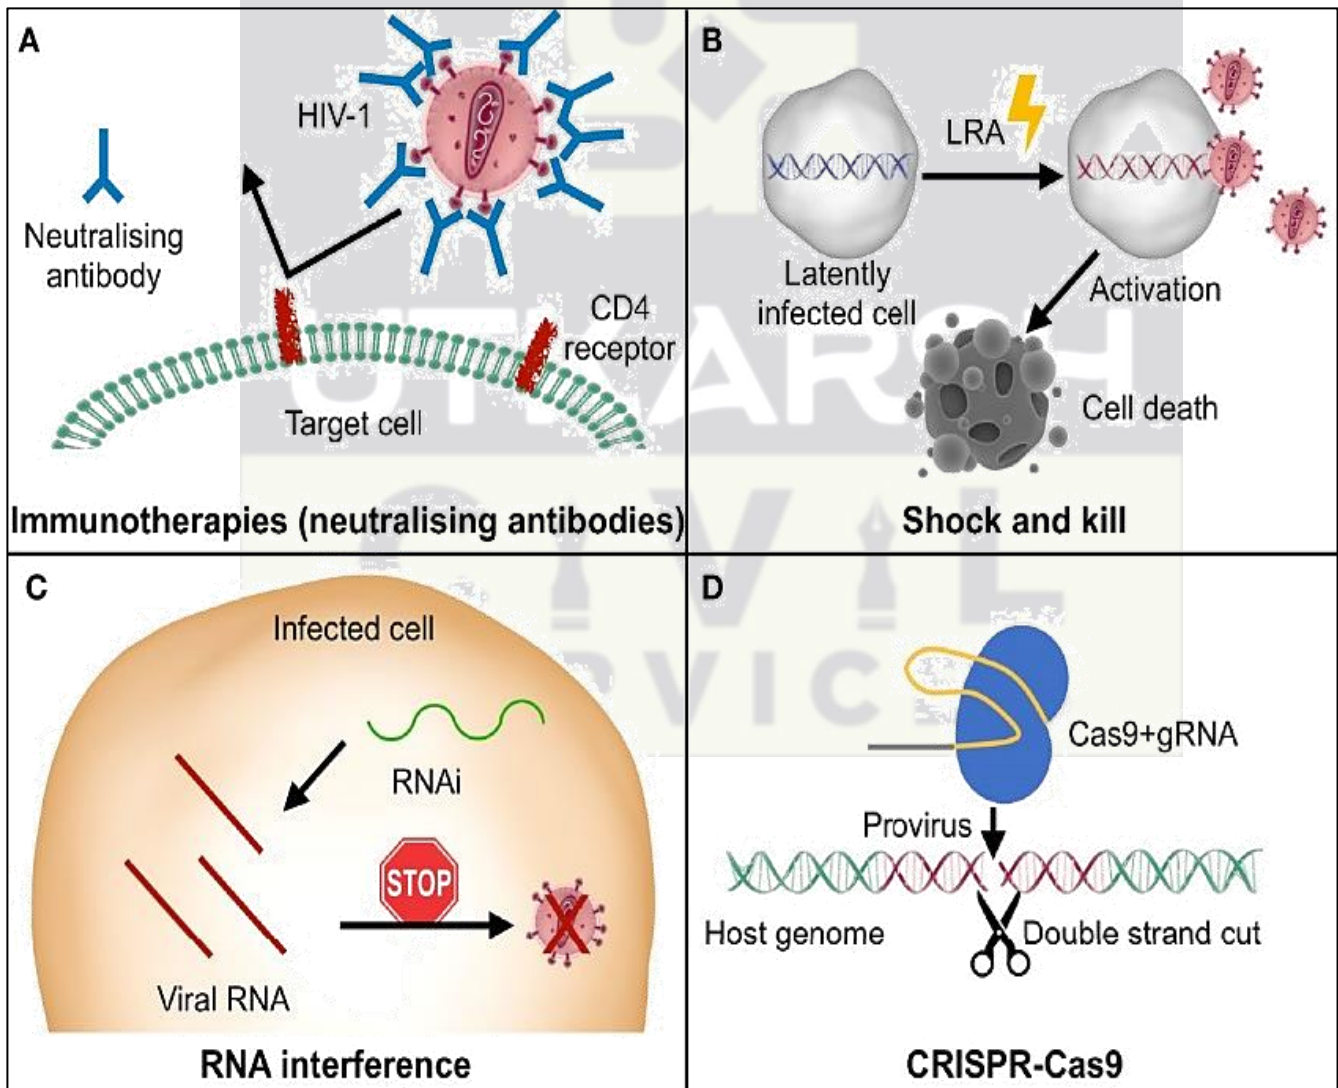 A
HIV-1
Neutralising
antibody
CD4
receptor
Target cell
Immunotherapies (neutralising antibodies)
B
LRA
Latently
infected cell
Activation
Cell death
Shock and kill
C
Infected cell
RNAi
STOP
Viral RNA
RNA interference
D
Cas9+gRNA
Provirus
Host genome
Double strand cut
CRISPR-Cas9
UTKARSH
CIVIL